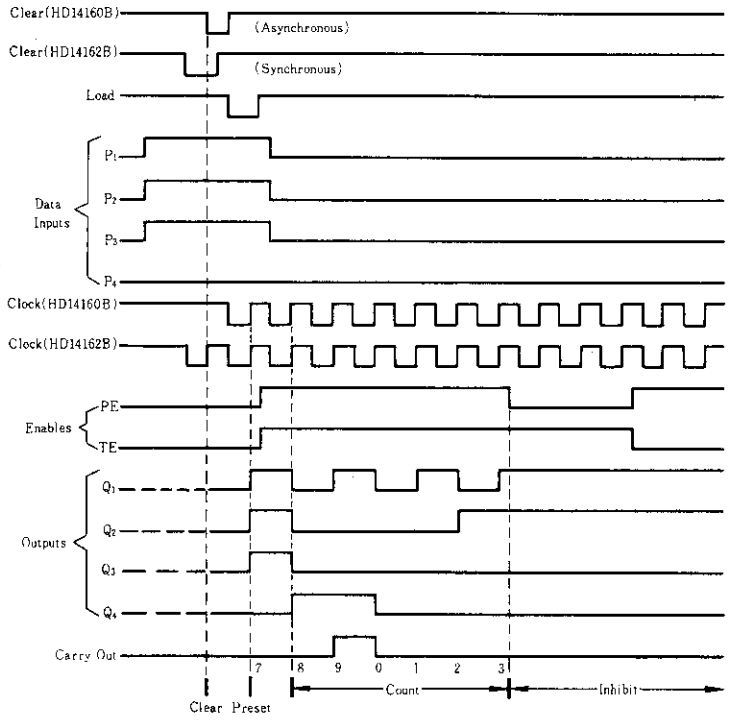 Clear(HD14160B)
(Asynchronous)
Clear(HD14162B)
(Synchronous)
Load
Data Inputs
P₁
P₂
P₃
P₄
Clock(HD14160B)
Clock(HD14162B)
Enables
PE
TE
Outputs
Q₁
Q₂
Q₃
Q₄
Carry Out
7 8 9 0 1 2 3
Count
Inhibit
Clear Preset